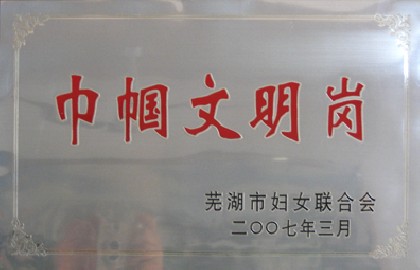 巾帼文明岗
芜湖市妇女联合会
二〇〇七年三月